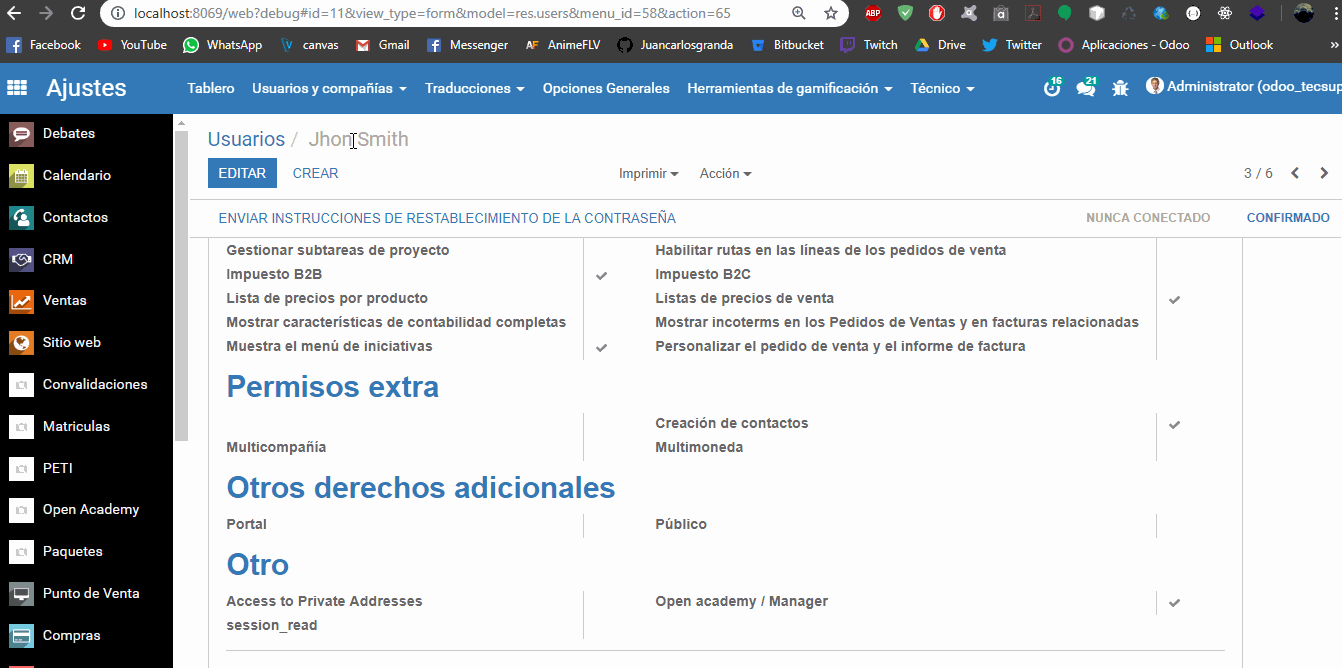 localhost:8069/web?debug#id=11&view_type=form&model=res.users&menu_id=58&action=65
ABP
Facebook YouTube WhatsApp canvas Gmail Messenger AF AnimeFLV Juancarlosgranda Bitbucket Twitch Drive Twitter Aplicaciones - Odoo Outlook »
Ajustes Tablero Usuarios y compañías Traducciones Opciones Generales Herramientas de gamificación Técnico 16 21 Administrator (odoo_tecsup
Debates
Calendario
Contactos
CRM
Ventas
Sitio web
Convalidaciones
Matriculas
PETI
Open Academy
Paquetes
Punto de Venta
Compras
Usuarios / Jhon Smith
EDITAR CREAR Imprimir Acción 3 / 6
ENVIAR INSTRUCCIONES DE RESTABLECIMIENTO DE LA CONTRASEÑA NUNCA CONECTADO CONFIRMADO
Gestionar subtareas de proyecto Habilitar rutas en las líneas de los pedidos de venta
Impuesto B2B Impuesto B2C
Lista de precios por producto Listas de precios de venta
Mostrar características de contabilidad completas Mostrar incoterms en los Pedidos de Ventas y en facturas relacionadas
Muestra el menú de iniciativas Personalizar el pedido de venta y el informe de factura
Permisos extra
Creación de contactos
Multicompañía Multimoneda
Otros derechos adicionales
Portal Público
Otro
Access to Private Addresses Open academy / Manager
session_read